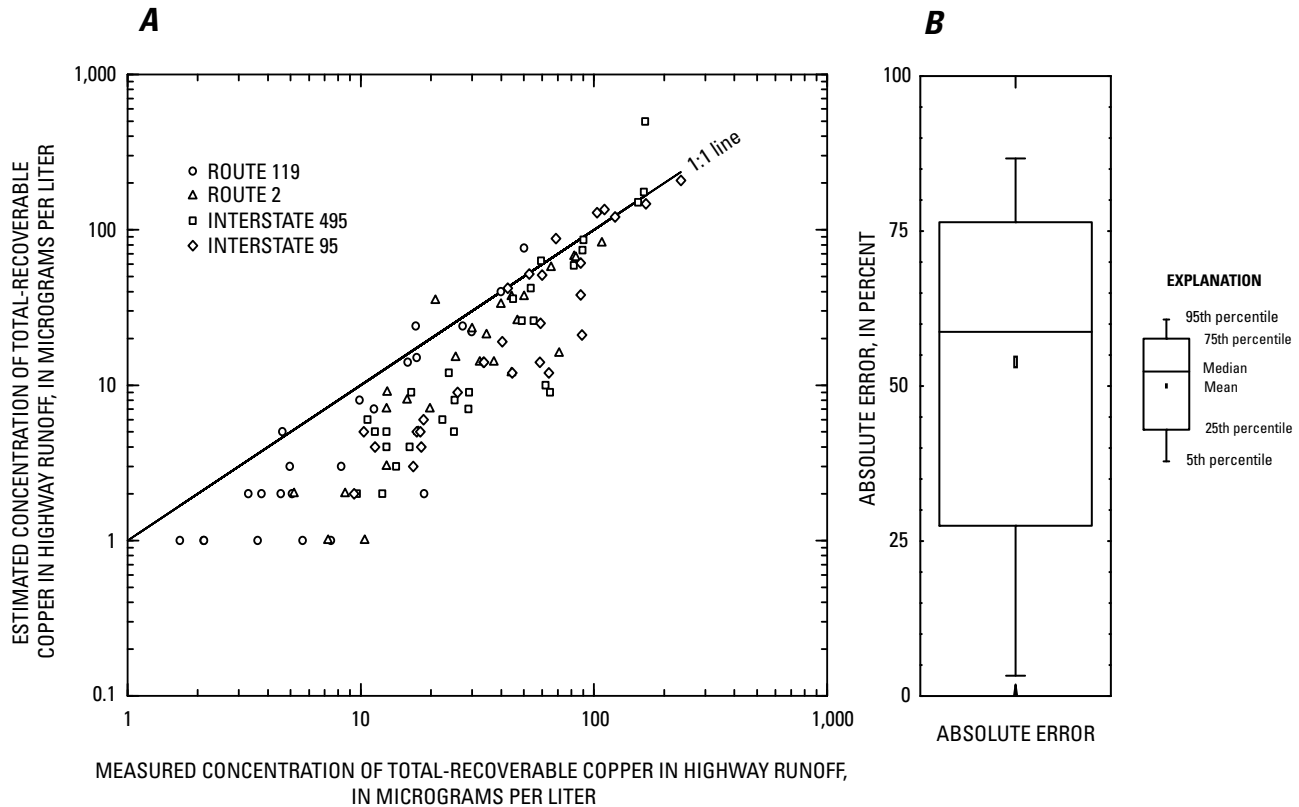 A
B
ESTIMATED CONCENTRATION OF TOTAL-RECOVERABLE
COPPER IN HIGHWAY RUNOFF, IN MICROGRAMS PER LITER
1,000
100
10
1
0.1
ROUTE 119
ROUTE 2
INTERSTATE 495
INTERSTATE 95
1:1 line
1
10
100
1,000
MEASURED CONCENTRATION OF TOTAL-RECOVERABLE COPPER IN HIGHWAY RUNOFF,
IN MICROGRAMS PER LITER
ABSOLUTE ERROR, IN PERCENT
100
75
50
25
0
ABSOLUTE ERROR
EXPLANATION
95th percentile
75th percentile
Median
Mean
25th percentile
5th percentile